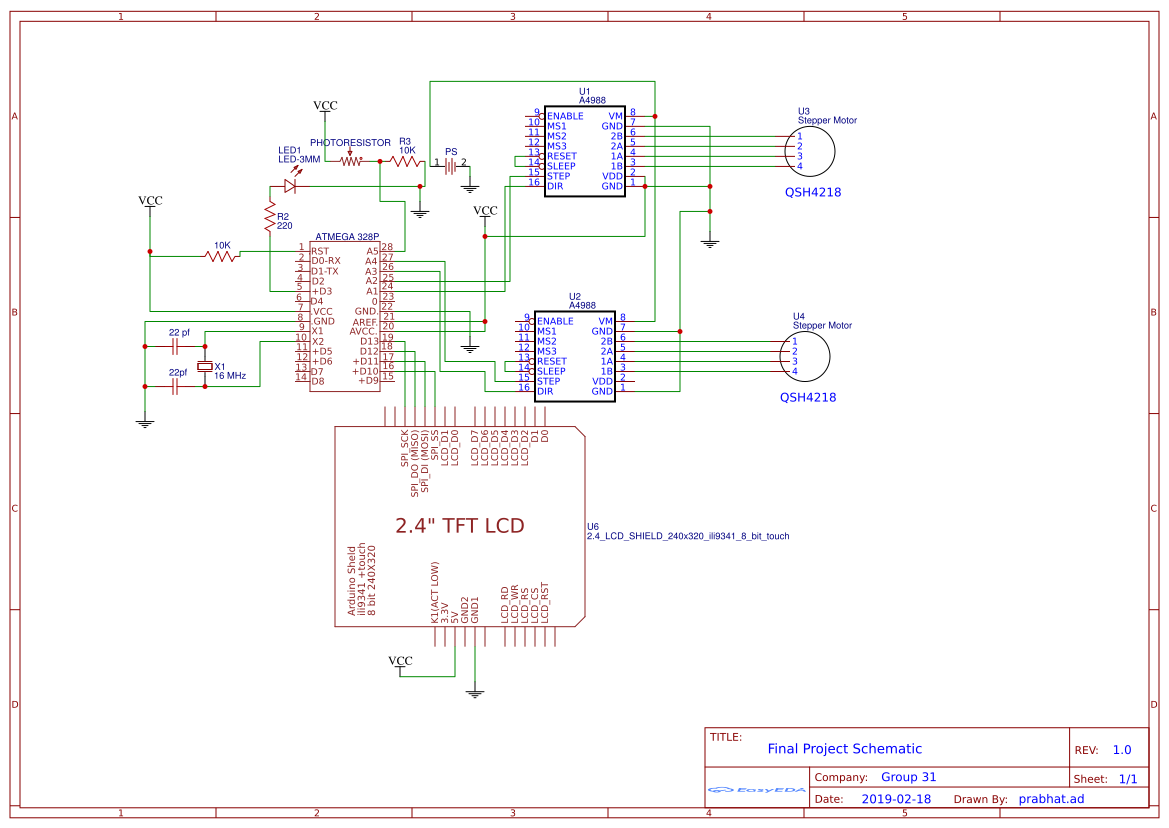 1 2 3 4 5
A A
B B
C C
D D
1 2 3 4 5
VCC
PHOTORESISTOR
R3
10K
LED1
LED-3MM
R2
220
PS
1 2
VCC
10K
VCC
ATMEGA 328P
1 RST
2 D0-RX
3 D1-TX
4 D2
5 +D3
6 D4
7 .VCC
8 .GND
9 X1
10 X2
11 +D5
12 +D6
13 D7
14 D8
A5 28
A4 27
A3 26
A2 25
A1 24
0 23
GND. 22
AREF. 21
AVCC. 20
D13 19
D12 18
+D11 17
+D10 16
+D9 15
22 pf
22pf
X1
16 MHz
U1
A4988
9 ENABLE
10 MS1
11 MS2
12 MS3
13 RESET
14 SLEEP
15 STEP
16 DIR
VM 8
GND 7
2B 6
2A 5
1A 4
1B 3
VDD 2
GND 1
U3
Stepper Motor
1
2
3
4
QSH4218
U2
A4988
9 ENABLE
10 MS1
11 MS2
12 MS3
13 RESET
14 SLEEP
15 STEP
16 DIR
VM 8
GND 7
2B 6
2A 5
1A 4
1B 3
VDD 2
GND 1
U4
Stepper Motor
1
2
3
4
QSH4218
SPI_SCK
SPI_DO (MISO)
SPI_DI (MOSI)
SPI_SS
LCD_D1
LCD_D0
LCD_D7
LCD_D6
LCD_D5
LCD_D4
LCD_D3
LCD_D2
D1
D0
2.4" TFT LCD
U6
2.4_LCD_SHIELD_240x320_ili9341_8_bit_touch
Arduino Shield
ili9341 +touch
8 bit 240X320
K1(ACT LOW)
3.3V
5V
GND2
GND1
LCD_RD
LCD_WR
LCD_RS
LCD_CS
LCD_RST
VCC
TITLE:
Final Project Schematic
REV: 1.0
Company: Group 31
Sheet: 1/1
EasyEDA
Date: 2019-02-18 Drawn By: prabhat.ad